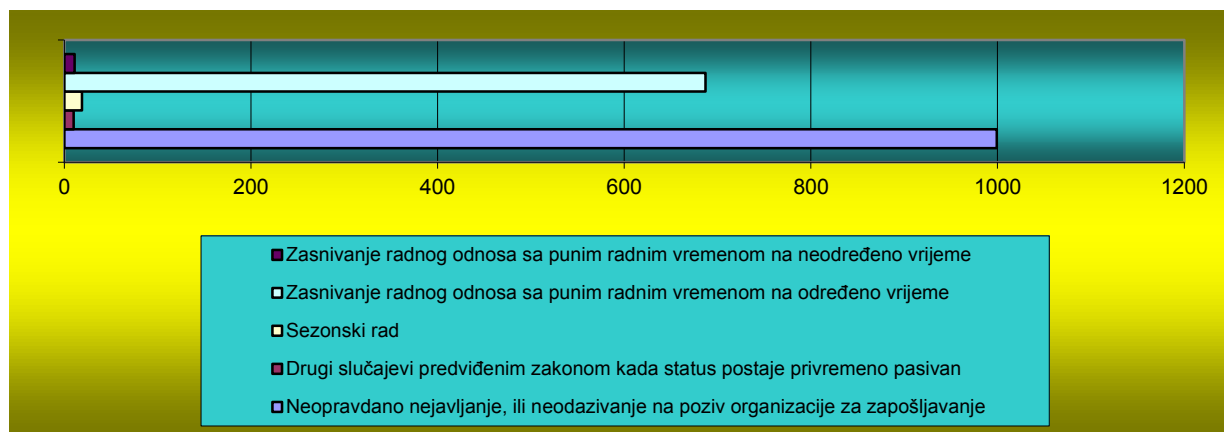 0 200 400 600 800 1000 1200
Zasnivanje radnog odnosa sa punim radnim vremenom na neodređeno vrijeme
Zasnivanje radnog odnosa sa punim radnim vremenom na određeno vrijeme
Sezonski rad
Drugi slučajevi predviđenim zakonom kada status postaje privremeno pasivan
Neopravdano nejavljanje, ili neodazivanje na poziv organizacije za zapošljavanje